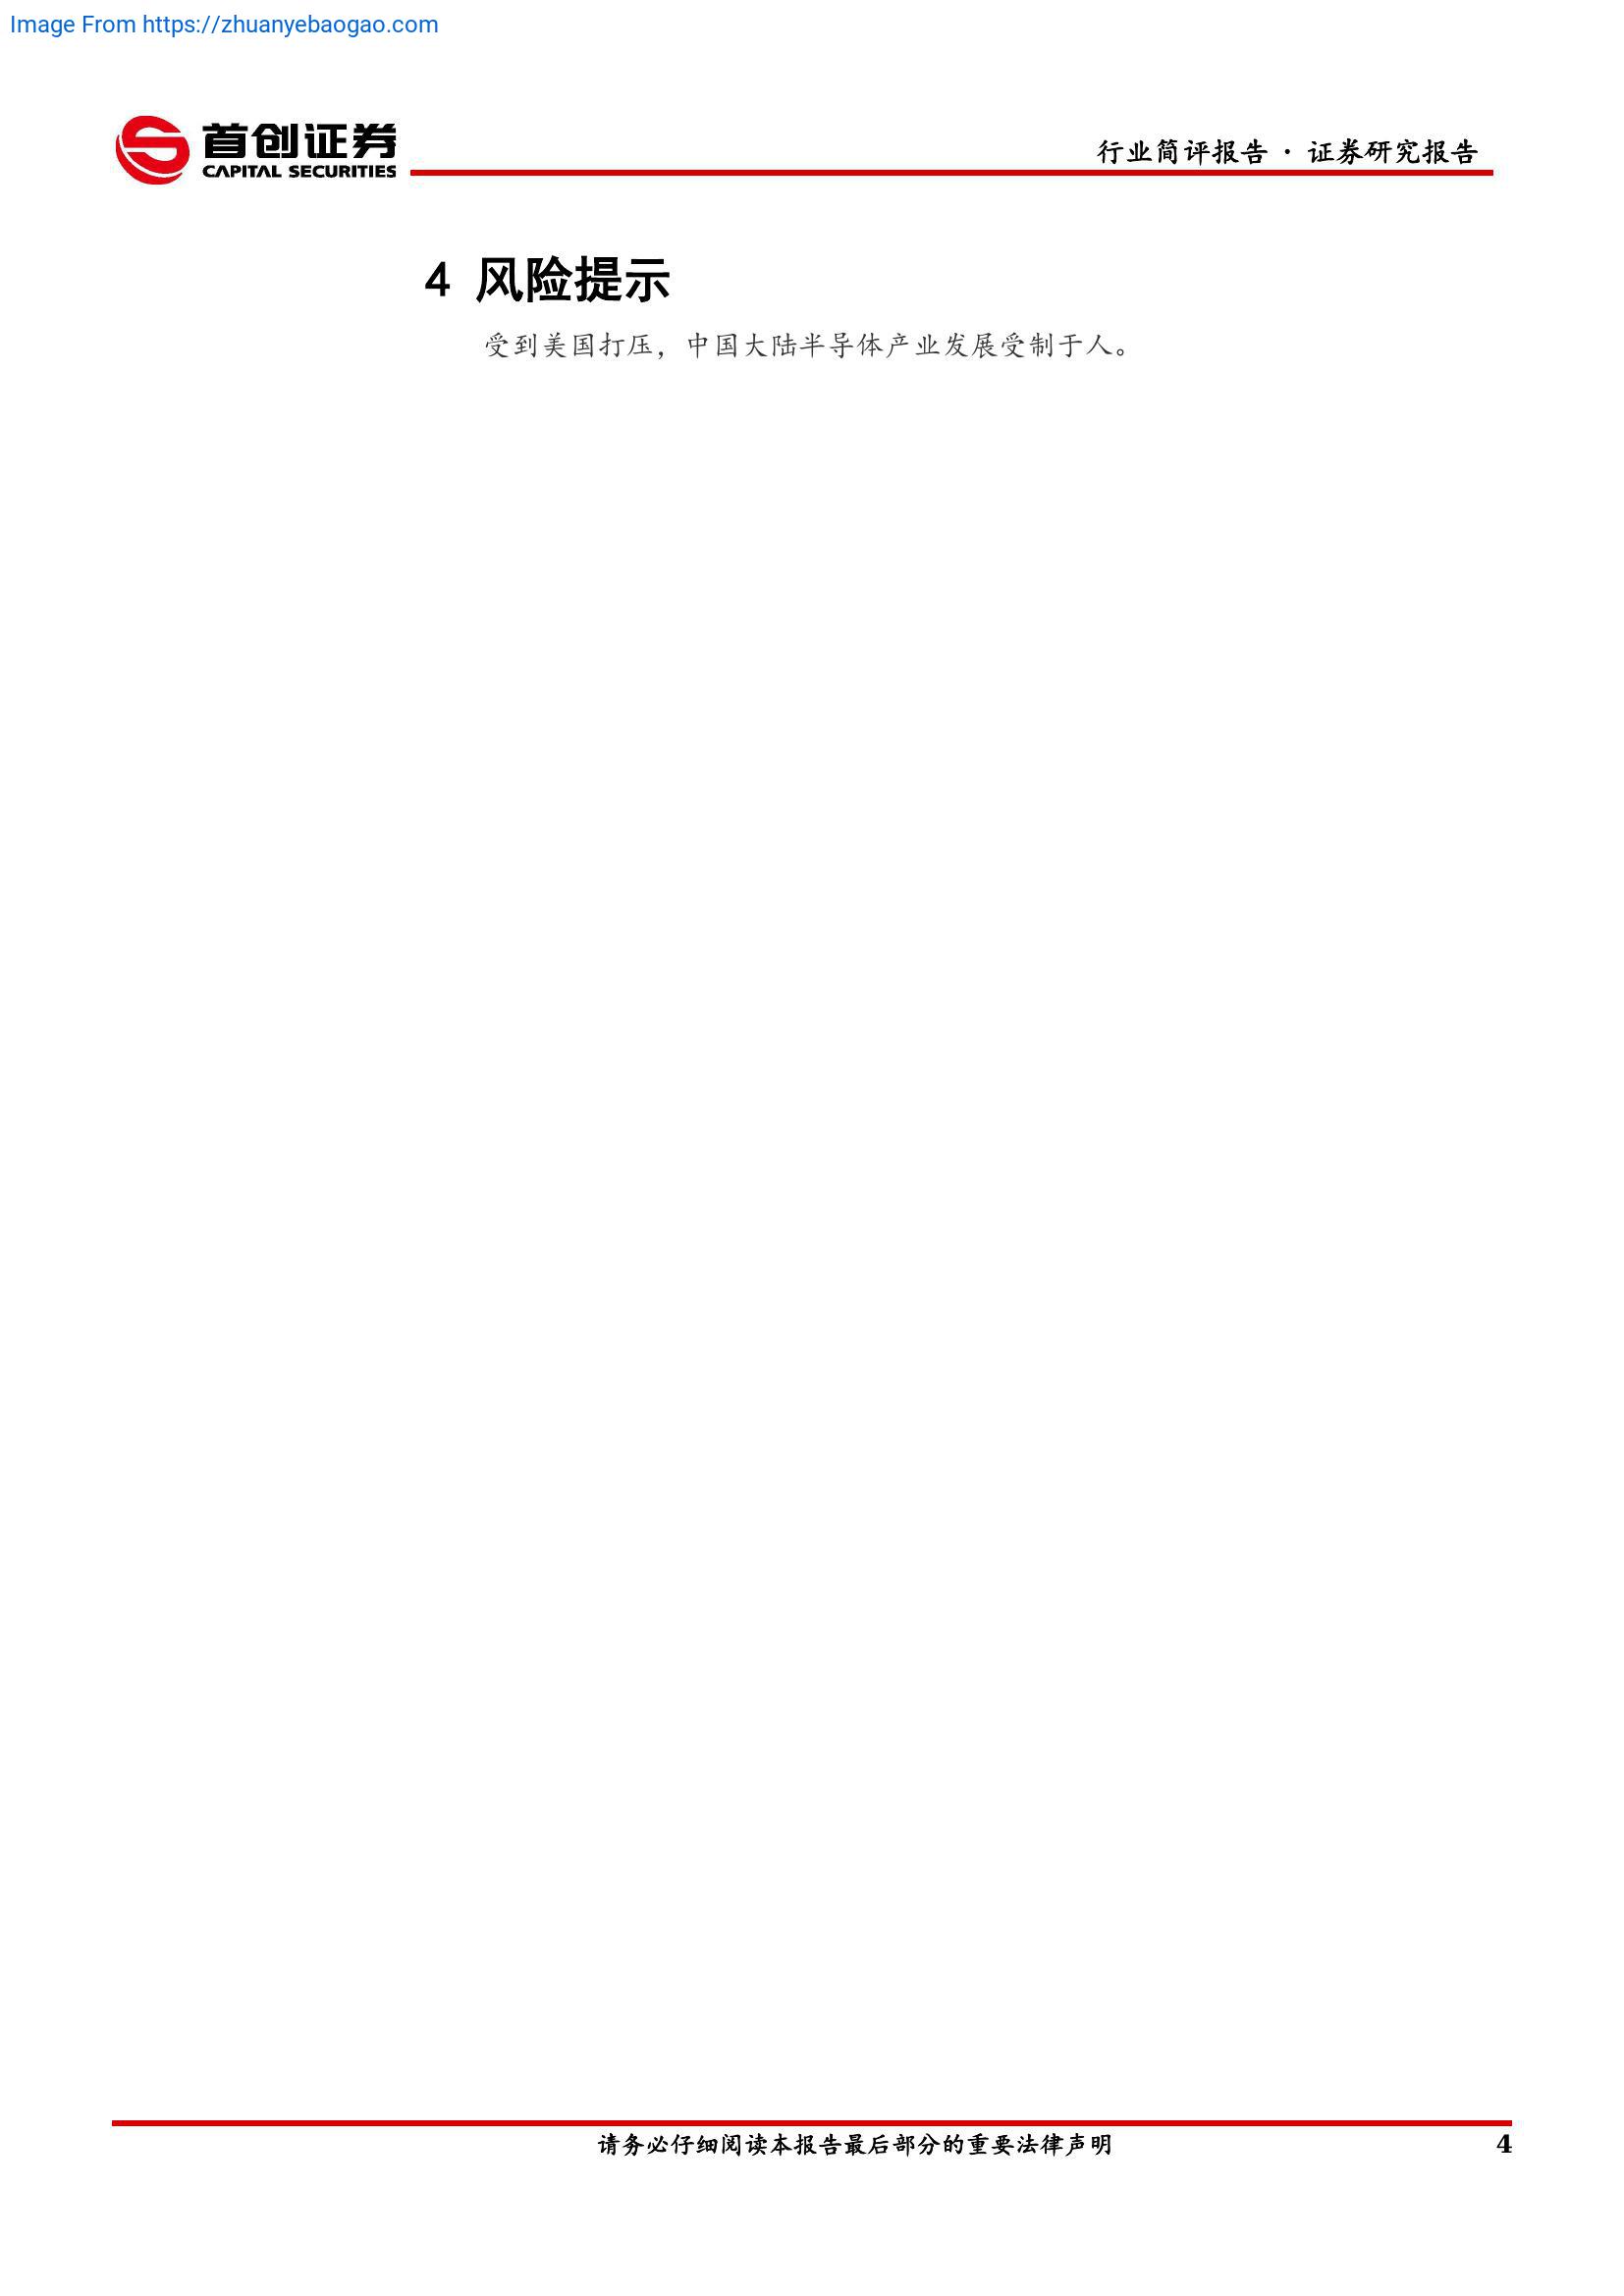 Image From https://zhuanyebaogao.com
首创证券
CAPITAL SECURITIES
行业简评报告 · 证券研究报告
4 风险提示
受到美国打压，中国大陆半导体产业发展受制于人。
请务必仔细阅读本报告最后部分的重要法律声明
4